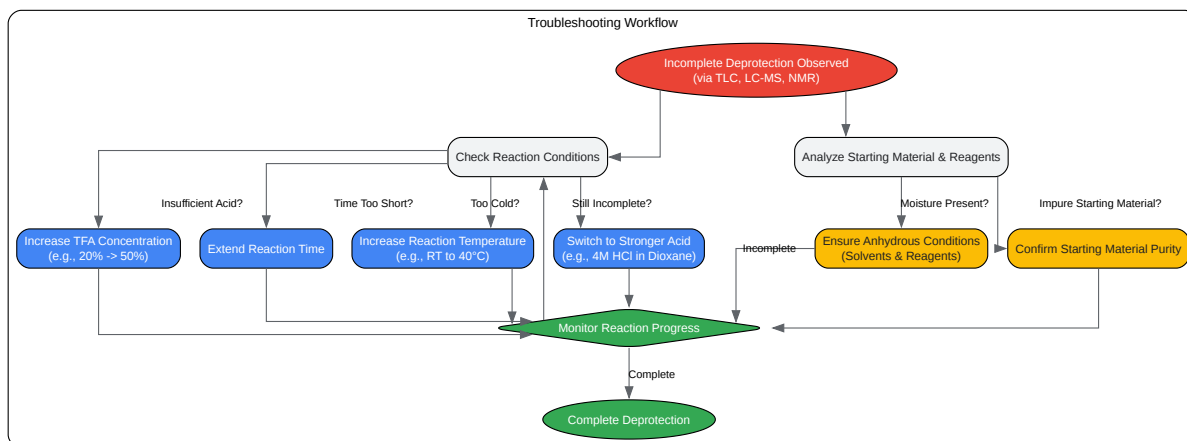 Troubleshooting Workflow
Incomplete Deprotection Observed
(via TLC, LC-MS, NMR)
Check Reaction Conditions
Analyze Starting Material & Reagents
Insufficient Acid?
Time Too Short?
Too Cold?
Still Incomplete?
Moisture Present?
Impure Starting Material?
Increase TFA Concentration
(e.g., 20% -> 50%)
Extend Reaction Time
Increase Reaction Temperature
(e.g., RT to 40°C)
Switch to Stronger Acid
(e.g., 4M HCl in Dioxane)
Incomplete
Ensure Anhydrous Conditions
(Solvents & Reagents)
Confirm Starting Material Purity
Monitor Reaction Progress
Complete
Complete Deprotection